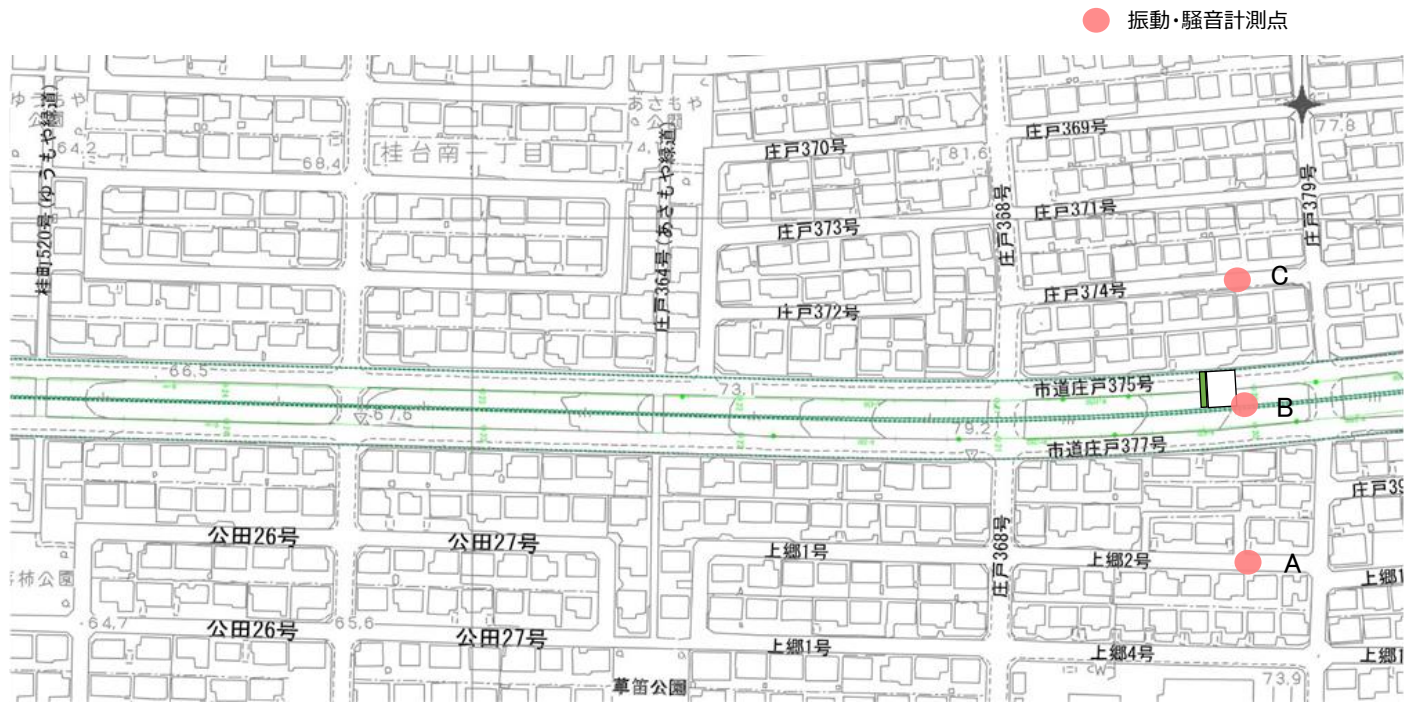 振動・騒音計測点
ゆうもや
公園
64.2
桂町520号(ゆうもや緑道)
68.4
桂台南一丁目
あさもや
公園
74.1
庄戸364号(あさもや緑道)
庄戸370号
81.6
庄戸369号
77.8
庄戸368号
庄戸371号
庄戸379号
庄戸373号
庄戸374号
C
庄戸372号
66.5
73.1
市道庄戸375号
67.6
79.2
B
市道庄戸377号
庄戸39
公田26号
公田27号
上郷1号
庄戸368号
上郷2号
A
柿公園
上郷1
64.7
公田26号
65.6
公田27号
上郷1号
上郷4号
上郷1
草笛公園
73.9